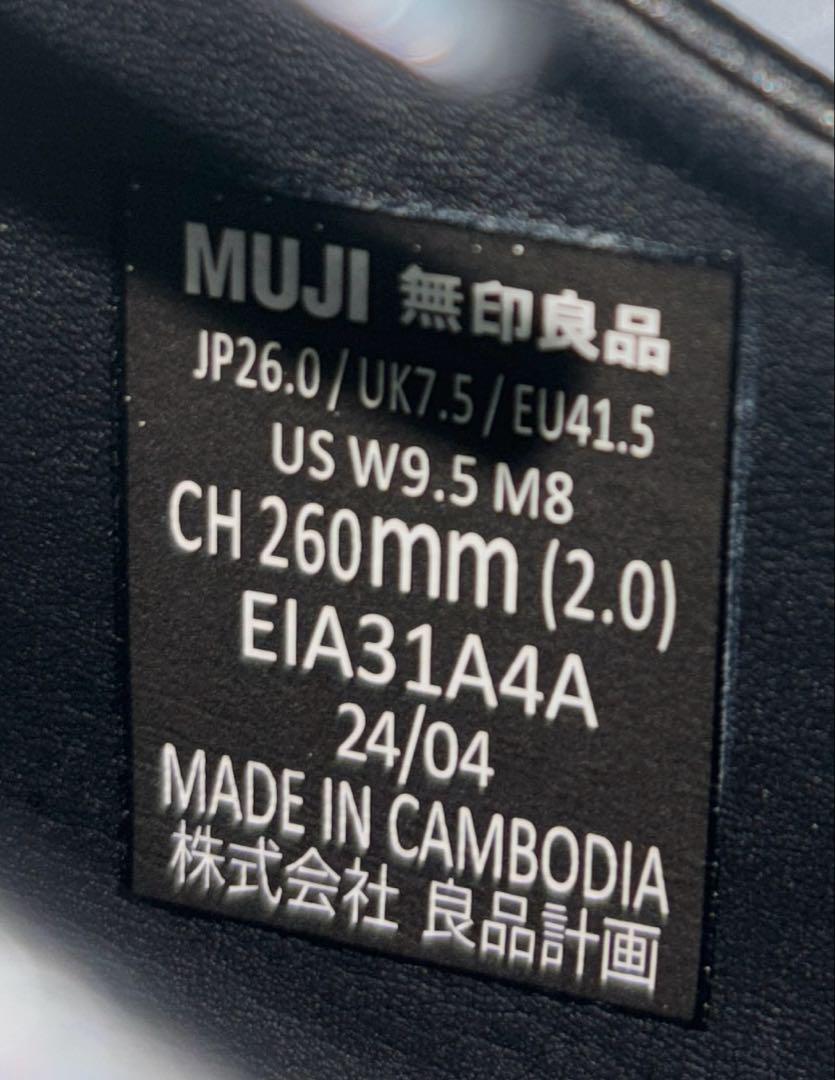 MUJI 無印良品
JP26.0 / UK7.5 / EU41.5
US W9.5 M8
CH 260mm (2.0)
EIA31A4A
24/04
MADE IN CAMBODIA
株式会社 良品計画